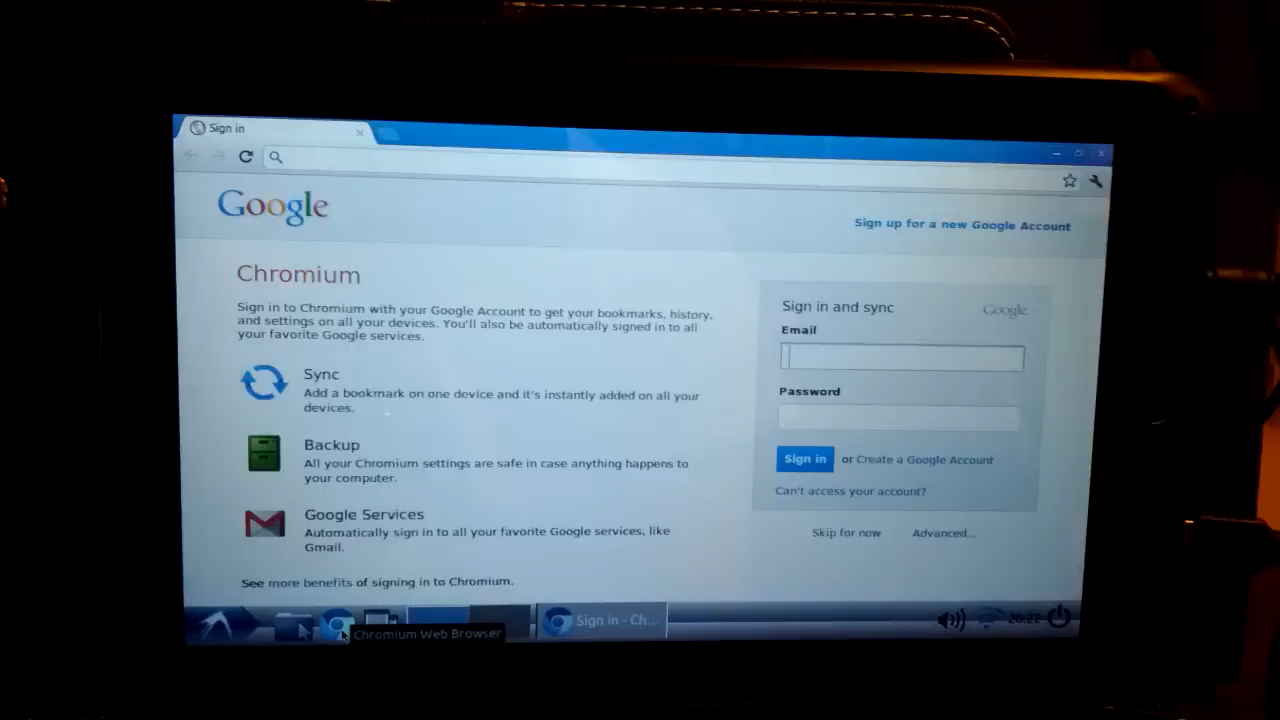 Sign in
Google
Sign up for a new Google Account
Chromium
Sign in to Chromium with your Google Account to get your bookmarks, history,
and settings on all your devices. You'll also be automatically signed in to all
your favorite Google services.
Sync
Add a bookmark on one device and it's instantly added on all your
devices.
Backup
All your Chromium settings are safe in case anything happens to
your computer.
Google Services
Automatically sign in to all your favorite Google services, like
Gmail.
See more benefits of signing in to Chromium.
Sign in and sync Google
Email
Password
Sign in or Create a Google Account
Can't access your account?
Skip for now Advanced...
Chromium Web Browser
Sign in - Ch...
20:22